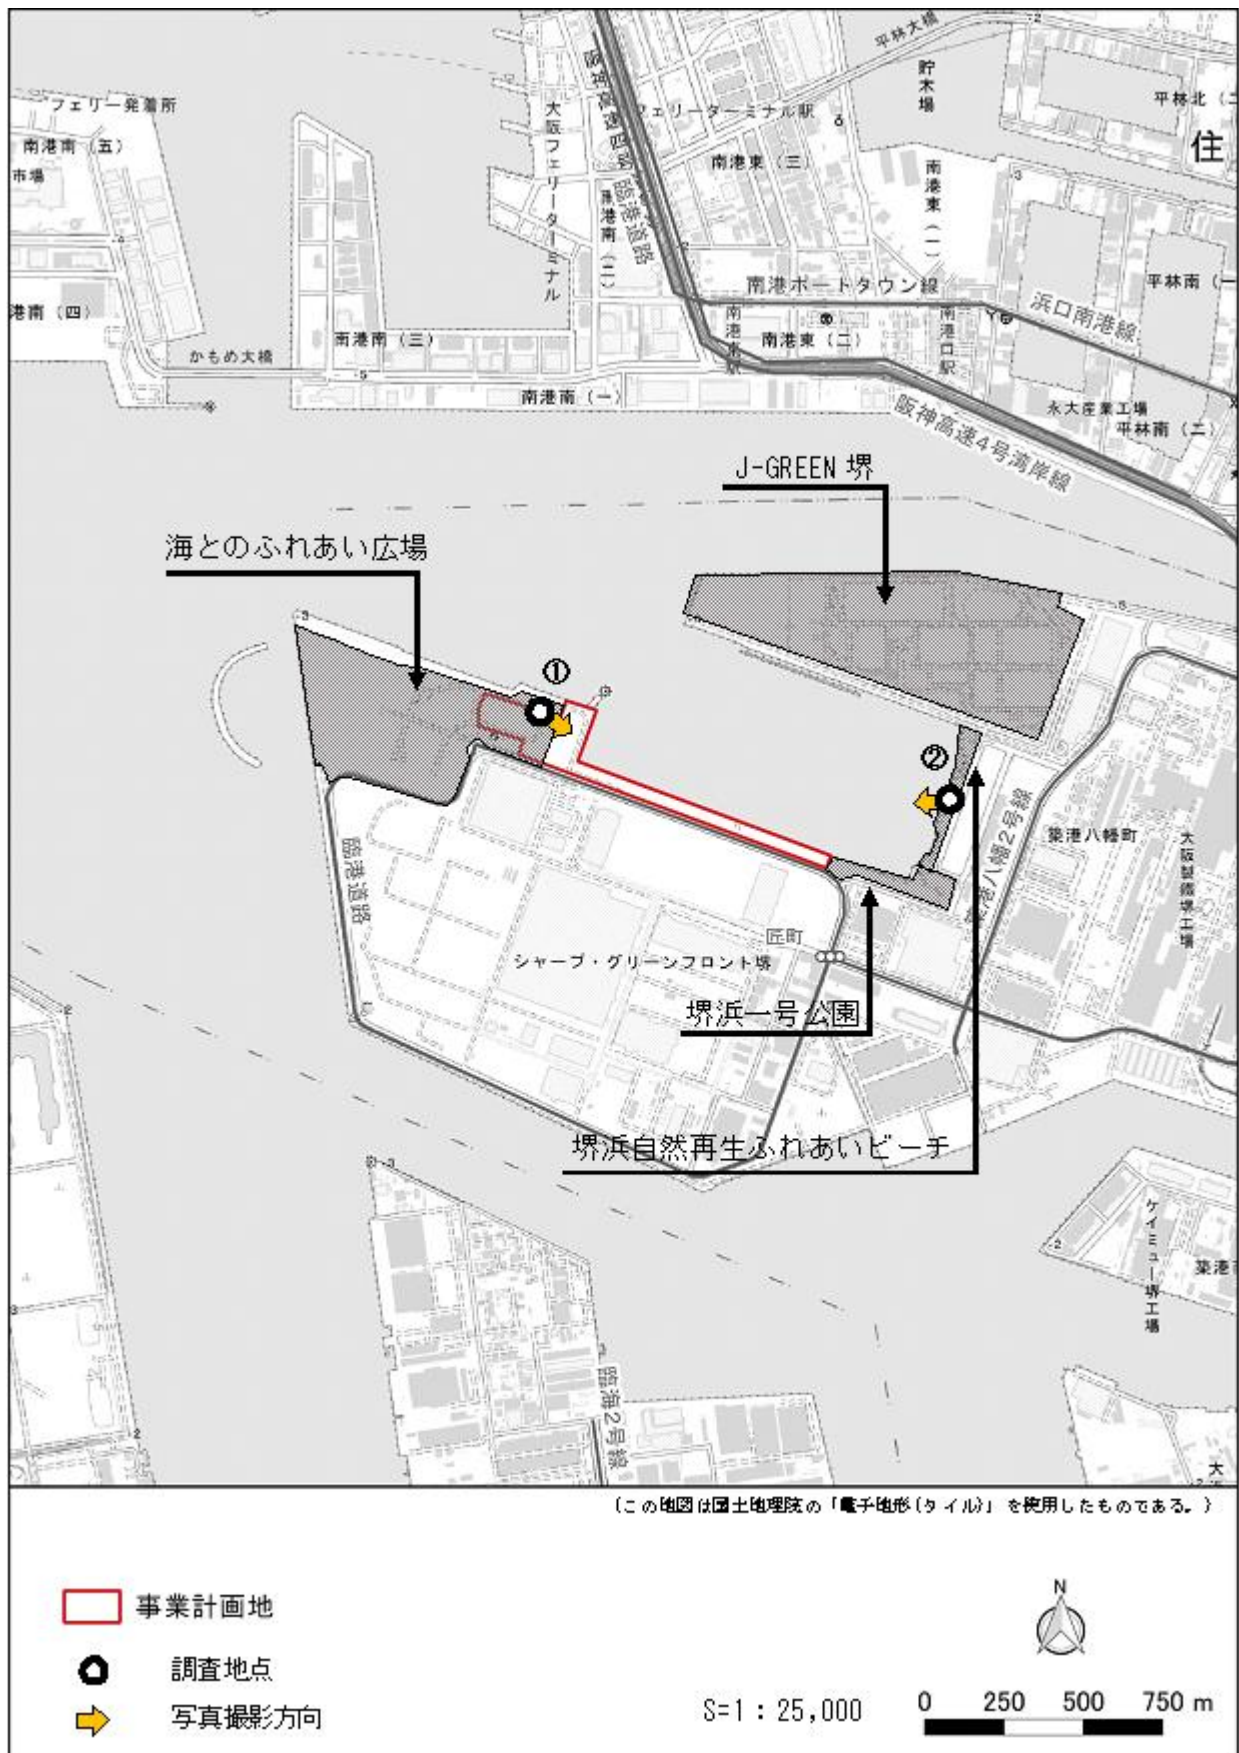 平林大橋
貯木場
平林北（二
フェリー発着所
大阪フェリーターミナル
フェリーターミナル駅
南港南（五）
市場
南港東（三）
住
南港東（一）
臨港道路
南港ポートタウン線
浜口南港線
平林南（一
港南（四）
かもめ大橋
南港南（三）
南港東駅
南港東（二）
南港口駅
南港南（一）
永大産業工場
平林南（二）
阪神高速4号湾岸線
J-GREEN 堺
海とのふれあい広場
①
②
臨港道路
築港八幡2号線
築港八幡町
大阪製鐵堺工場
匠町
シャープ・グリーンフロント堺
堺浜一号公園
堺浜自然再生ふれあいビーチ
ケイミュー堺工場
築港
臨海2号線
大
（この地図は国土地理院の「電子地形(タイル)」を使用したものである。）
事業計画地
調査地点
写真撮影方向
N
S=1：25,000
0 250 500 750 m